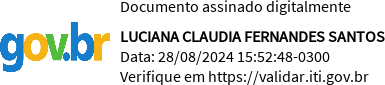 Documento assinado digitalmente
gov.br
LUCIANA CLAUDIA FERNANDES SANTOS
Data: 28/08/2024 15:52:48-0300
Verifique em https://validar.iti.gov.br